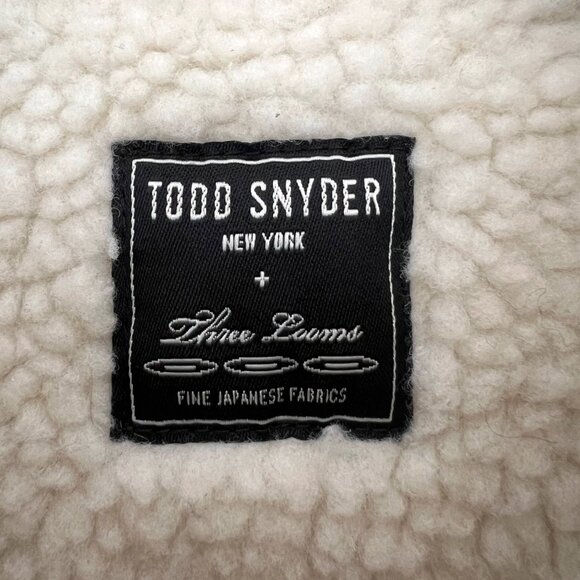 TODD SNYDER
NEW YORK
+
Three Looms
FINE JAPANESE FABRICS